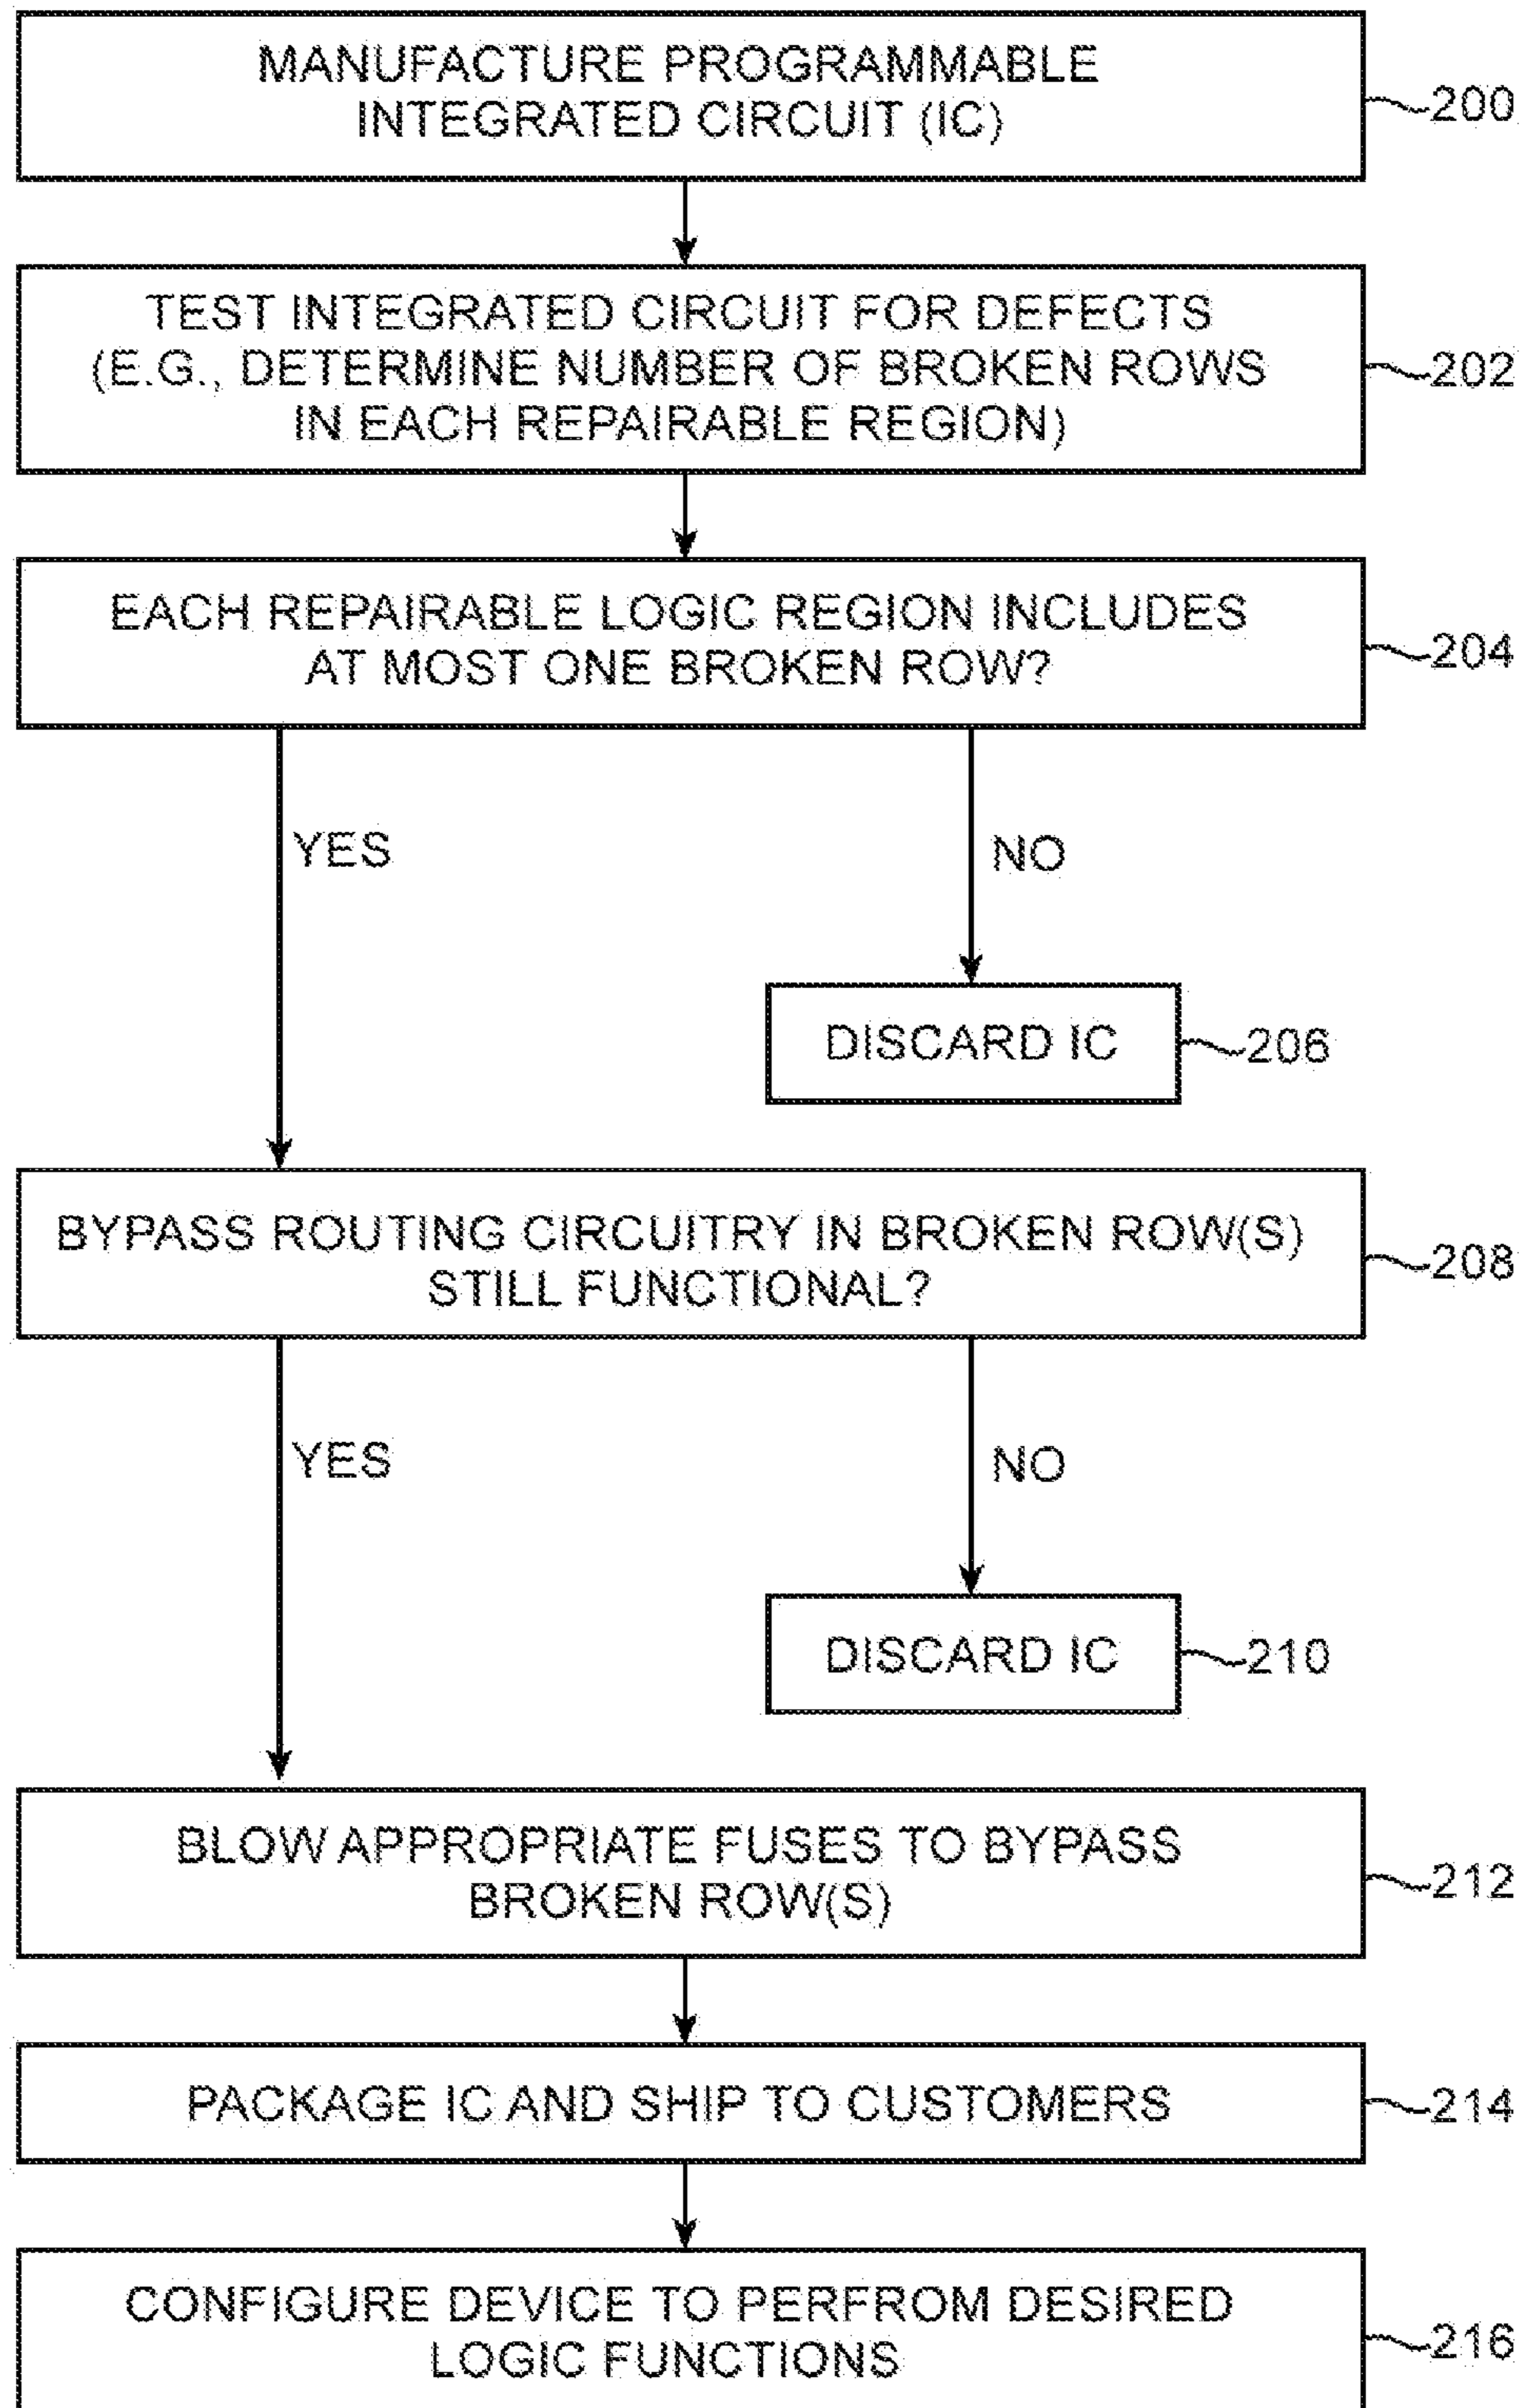 MANUFACTURE PROGRAMMABLE
INTEGRATED CIRCUIT (IC)
200
TEST INTEGRATED CIRCUIT FOR DEFECTS
(E.G., DETERMINE NUMBER OF BROKEN ROWS
IN EACH REPAIRABLE REGION)
202
EACH REPAIRABLE LOGIC REGION INCLUDES
AT MOST ONE BROKEN ROW?
204
YES
NO
DISCARD IC
206
BYPASS ROUTING CIRCUITRY IN BROKEN ROW(S)
STILL FUNCTIONAL?
208
YES
NO
DISCARD IC
210
BLOW APPROPRIATE FUSES TO BYPASS
BROKEN ROW(S)
212
PACKAGE IC AND SHIP TO CUSTOMERS
214
CONFIGURE DEVICE TO PERFROM DESIRED
LOGIC FUNCTIONS
216